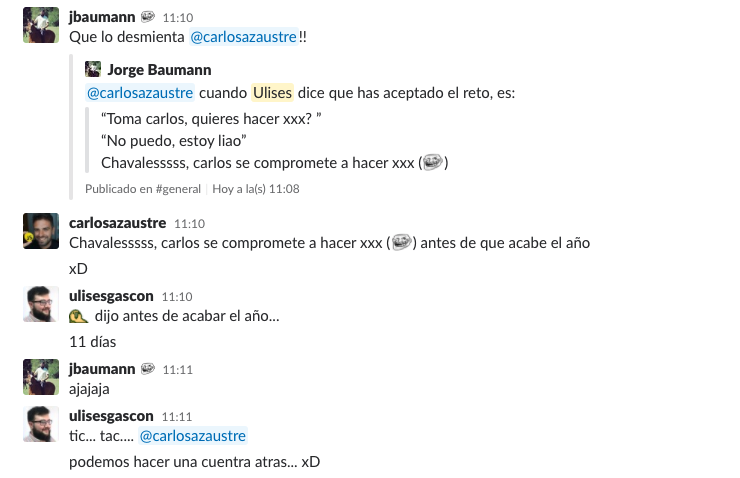 jbaumann 11:10
Que lo desmienta @carlosazaustre!!
Jorge Baumann
@carlosazaustre cuando Ulises dice que has aceptado el reto, es:
“Toma carlos, quieres hacer xxx? ”
“No puedo, estoy liao”
Chavalesssss, carlos se compromete a hacer xxx ()
Publicado en #general Hoy a la(s) 11:08
carlosazaustre 11:10
Chavalesssss, carlos se compromete a hacer xxx () antes de que acabe el año
xD
ulisesgascon 11:10
dijo antes de acabar el año...
11 días
jbaumann 11:11
ajajaja
ulisesgascon 11:11
tic... tac.... @carlosazaustre
podemos hacer una cuentra atras... xD